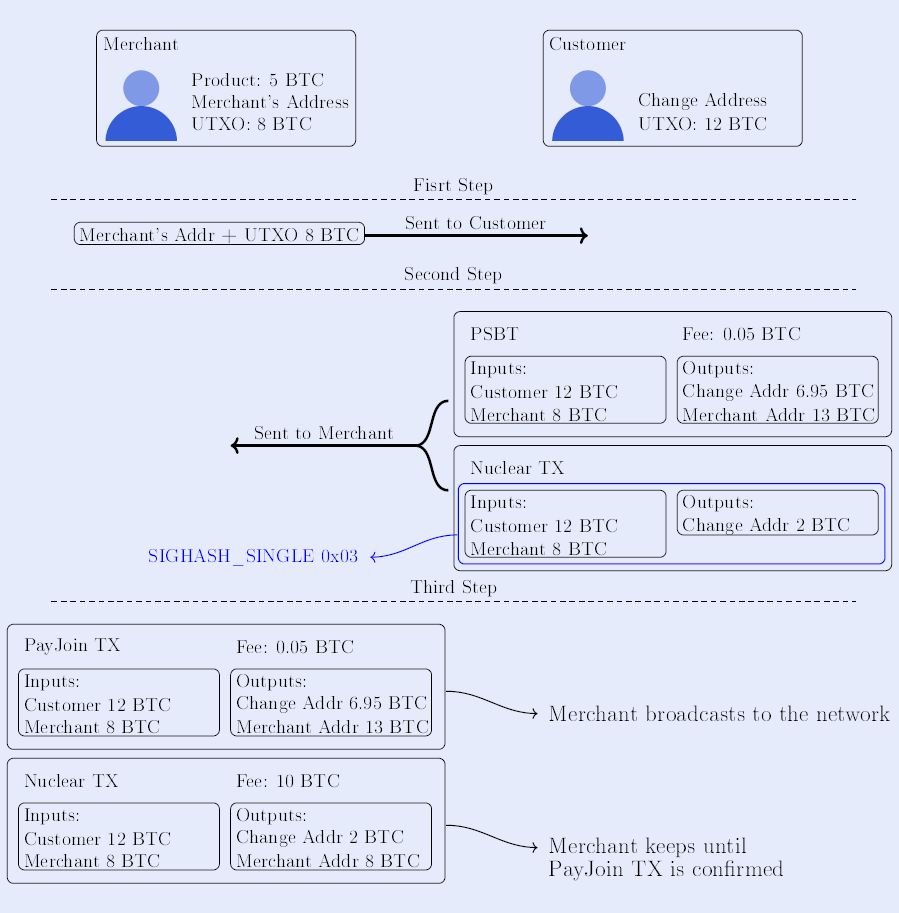 Merchant
Product: 5 BTC
Merchant's Address
UTXO: 8 BTC
Customer
Change Address
UTXO: 12 BTC
Fisrt Step
Merchant's Addr + UTXO 8 BTC
Sent to Customer
Second Step
PSBT
Fee: 0.05 BTC
Inputs:
Customer 12 BTC
Merchant 8 BTC
Outputs:
Change Addr 6.95 BTC
Merchant Addr 13 BTC
Sent to Merchant
Nuclear TX
Inputs:
Customer 12 BTC
Merchant 8 BTC
Outputs:
Change Addr 2 BTC
SIGHASH_SINGLE 0x03
Third Step
PayJoin TX
Fee: 0.05 BTC
Inputs:
Customer 12 BTC
Merchant 8 BTC
Outputs:
Change Addr 6.95 BTC
Merchant Addr 13 BTC
Merchant broadcasts to the network
Nuclear TX
Fee: 10 BTC
Inputs:
Customer 12 BTC
Merchant 8 BTC
Outputs:
Change Addr 2 BTC
Merchant Addr 8 BTC
Merchant keeps until
PayJoin TX is confirmed